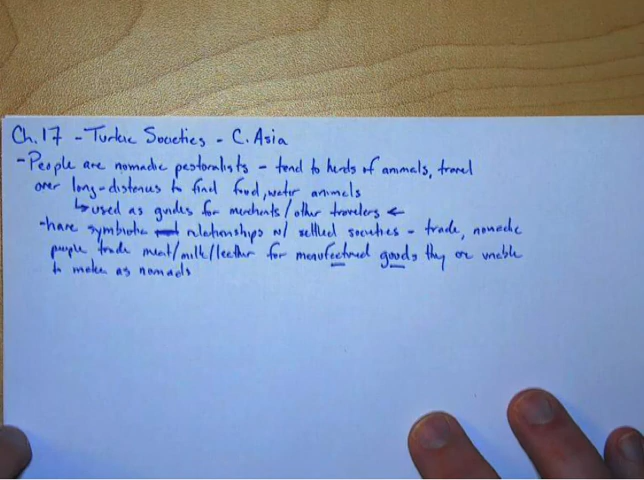 Ch. 17 - Turkic Societies - C. Asia
- People are nomadic pastoralists - tend to herds of animals, travel
over long-distances to find food, water animals
↳ used as guides for merchants/other travelers ←
- have symbiotic relationships w/ settled societies - trade, nomadic
people trade meat/milk/leather for manufactured goods they are unable
to make as nomads